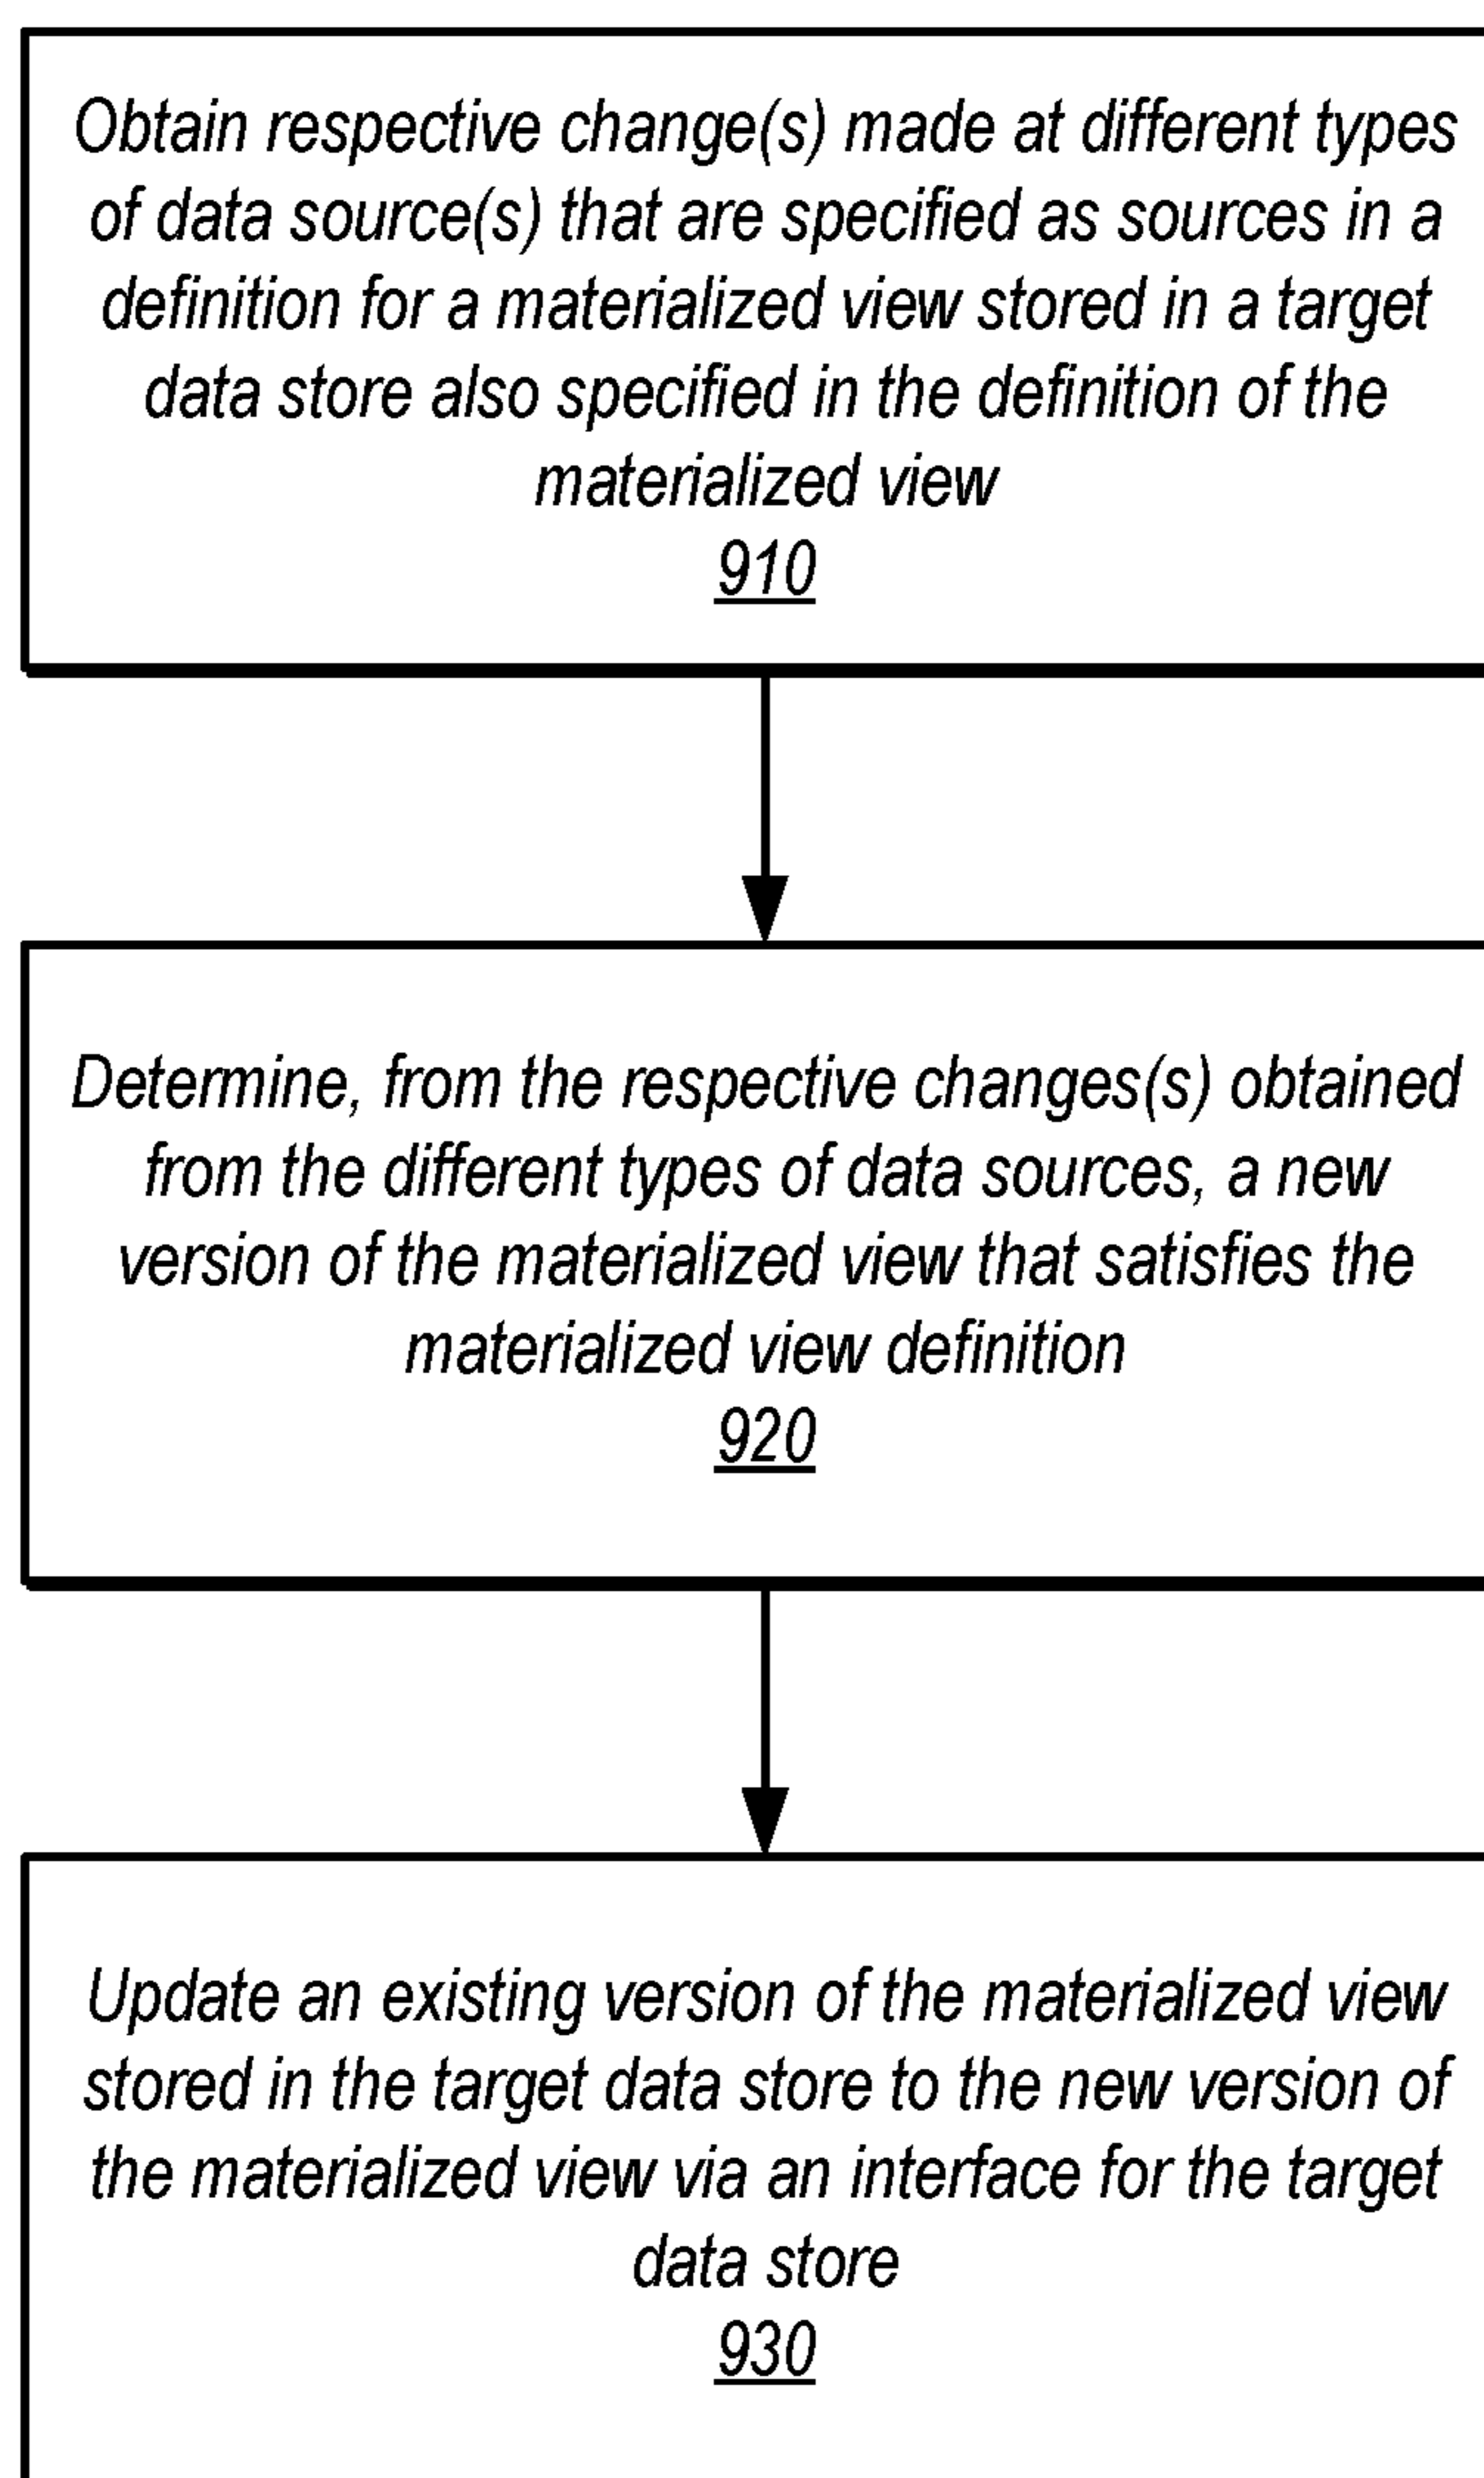 Obtain respective change(s) made at different types
of data source(s) that are specified as sources in a
definition for a materialized view stored in a target
data store also specified in the definition of the
materialized view
910
Determine, from the respective changes(s) obtained
from the different types of data sources, a new
version of the materialized view that satisfies the
materialized view definition
920
Update an existing version of the materialized view
stored in the target data store to the new version of
the materialized view via an interface for the target
data store
930